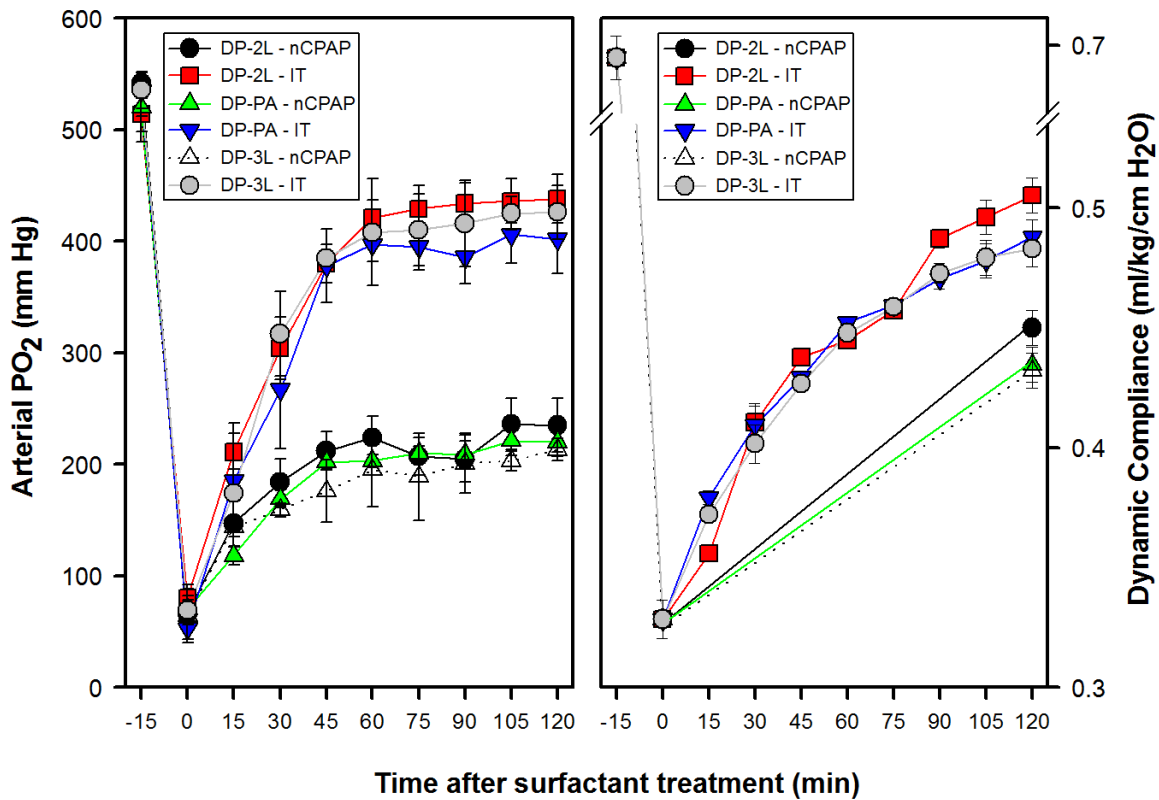 600
500
400
300
200
100
0
Arterial PO2 (mm Hg)
DP-2L - nCPAP
DP-2L - IT
DP-PA - nCPAP
DP-PA - IT
DP-3L - nCPAP
DP-3L - IT
-15 0 15 30 45 60 75 90 105 120
DP-2L - nCPAP
DP-2L - IT
DP-PA - nCPAP
DP-PA - IT
DP-3L - nCPAP
DP-3L - IT
-15 0 15 30 45 60 75 90 105 120
0.7
0.5
0.4
0.3
Dynamic Compliance (ml/kg/cm H2O)
Time after surfactant treatment (min)